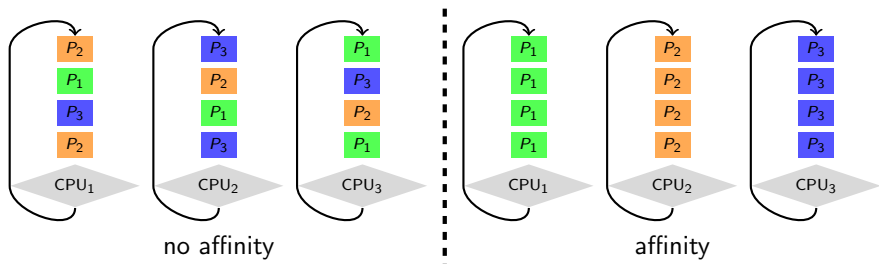 P₂ P₃ P₁ P₁ P₂ P₃
P₁ P₂ P₃ P₁ P₂ P₃
P₃ P₁ P₂ P₁ P₂ P₃
P₂ P₃ P₁ P₁ P₂ P₃
CPU₁ CPU₂ CPU₃ CPU₁ CPU₂ CPU₃
no affinity affinity